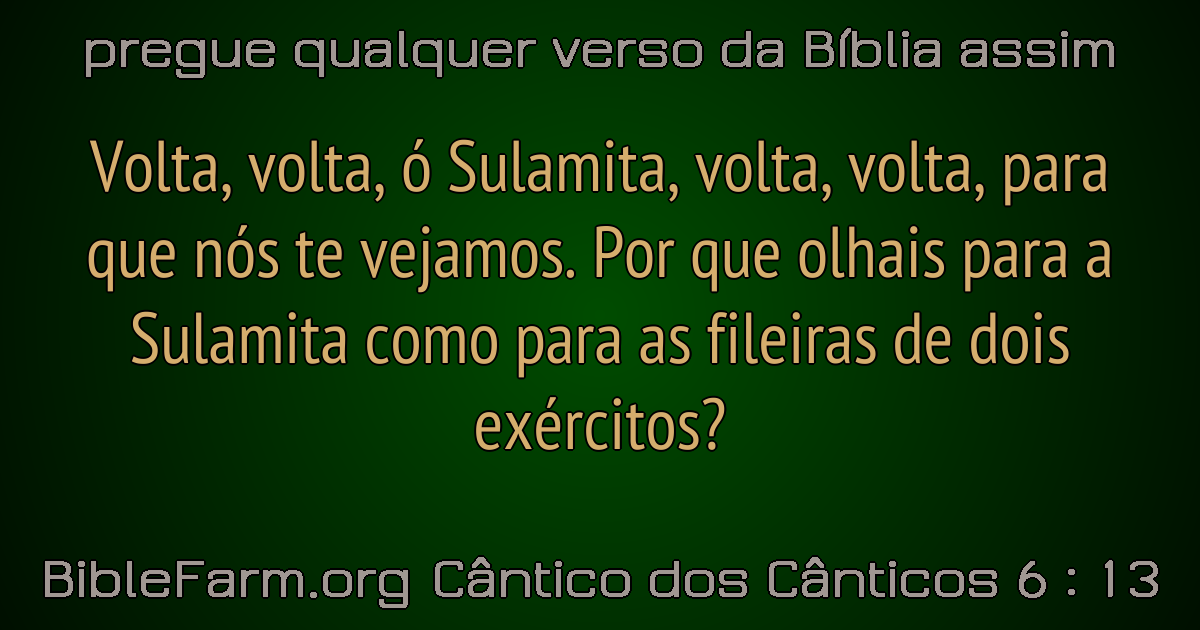 pregue qualquer verso da Bíblia assim
Volta, volta, ó Sulamita, volta, volta, para
que nós te vejamos. Por que olhais para a
Sulamita como para as fileiras de dois
exércitos?
BibleFarm.org Cântico dos Cânticos 6 : 13